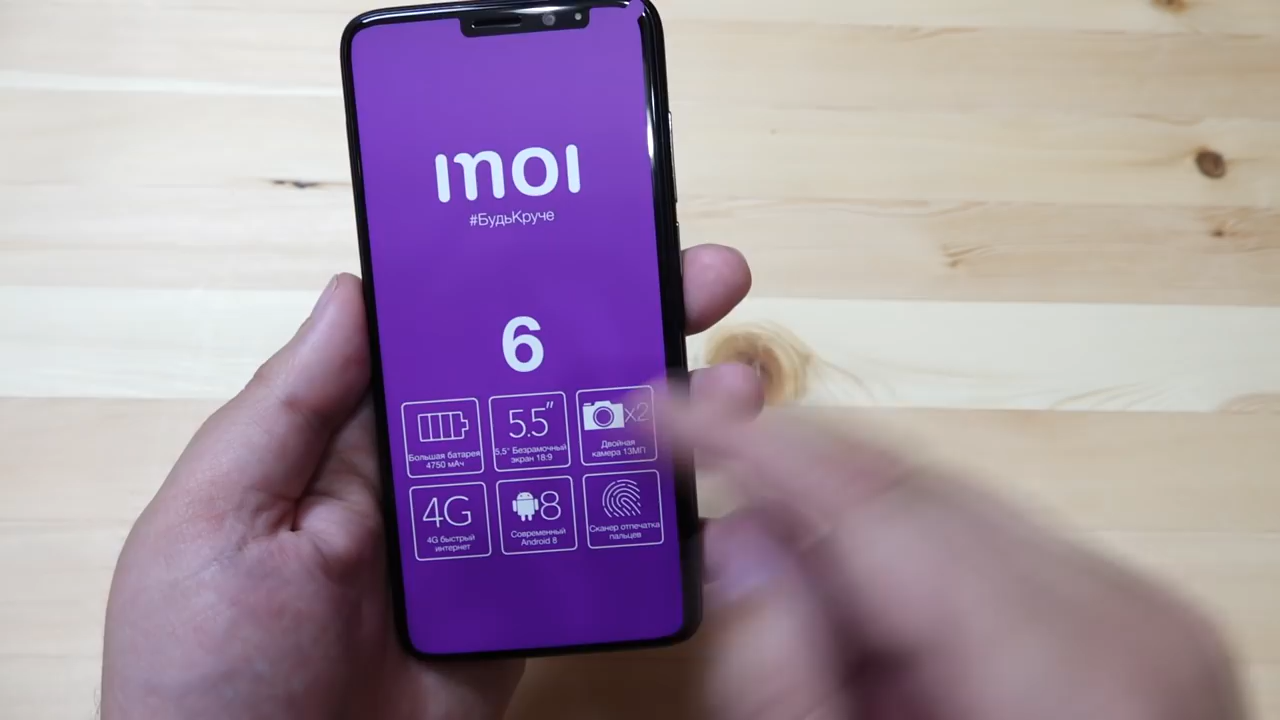 INOI
#БудьКруче
6
5.5"
x2
Большая батарея
4750 мАч
5,5" Безрамочный
экран 18:9
Двойная
камера 13МП
4G
8
4G быстрый
интернет
Современный
Android 8
Сканер отпечатка
пальцев